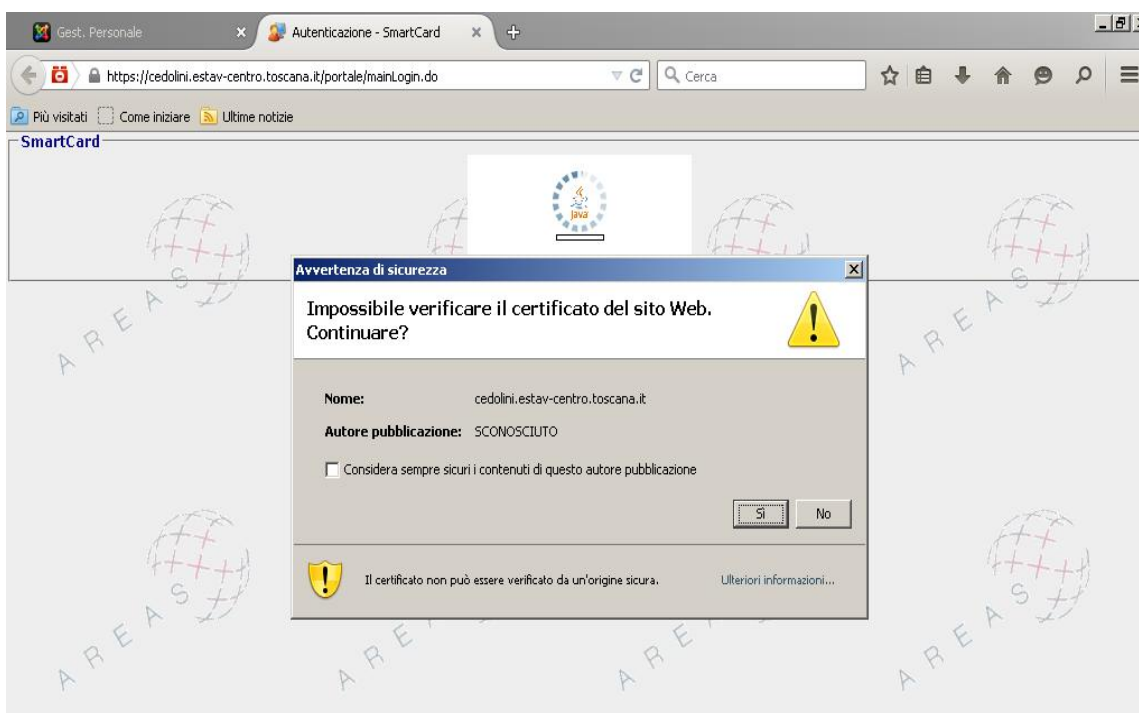 Gest. Personale
Autenticazione - SmartCard
https://cedolini.estav-centro.toscana.it/portale/mainLogin.do
Cerca
Più visitati Come iniziare Ultime notizie
SmartCard
Java
Avvertenza di sicurezza
Impossibile verificare il certificato del sito Web.
Continuare?
Nome: cedolini.estav-centro.toscana.it
Autore pubblicazione: SCONOSCIUTO
Considera sempre sicuri i contenuti di questo autore pubblicazione
Sì No
Il certificato non può essere verificato da un'origine sicura. Ulteriori informazioni...
AREAS
AREAS
AREAS
AREA
AREA
AREAS